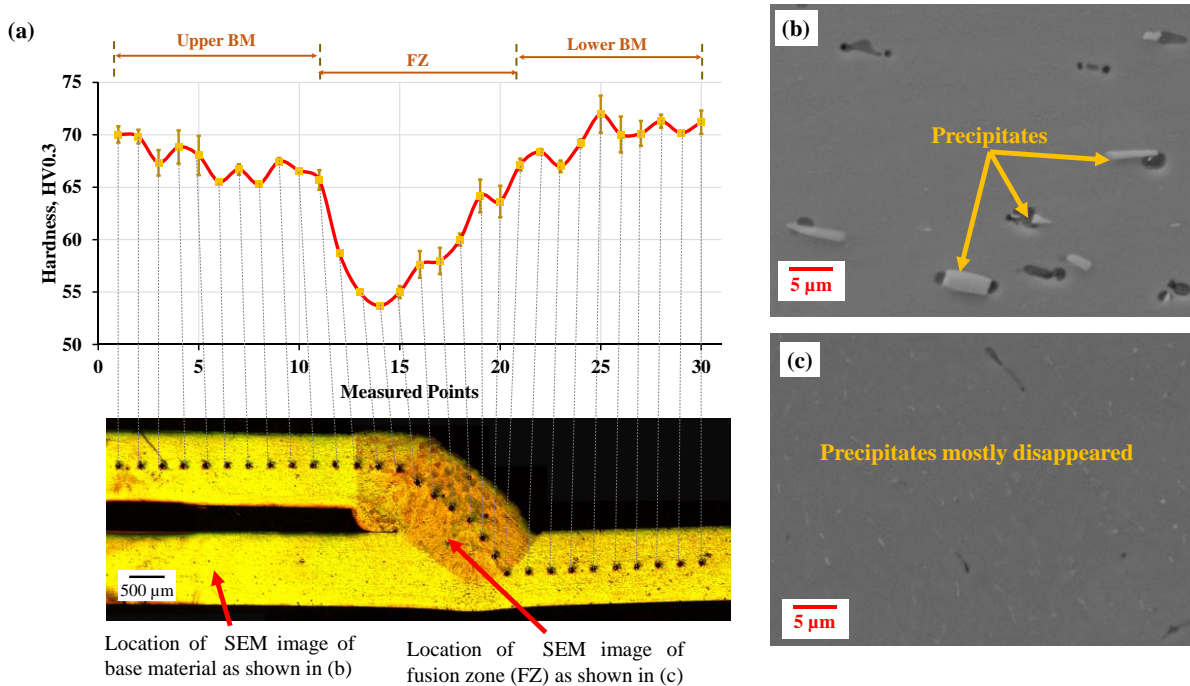 (a)
Upper BM
FZ
Lower BM
75
70
65
60
55
50
Hardness, HV0.3
0
5
10
15
20
25
30
Measured Points
500 µm
Location of SEM image of
base material as shown in (b)
Location of SEM image of
fusion zone (FZ) as shown in (c)
(b)
Precipitates
5 µm
(c)
Precipitates mostly disappeared
5 µm